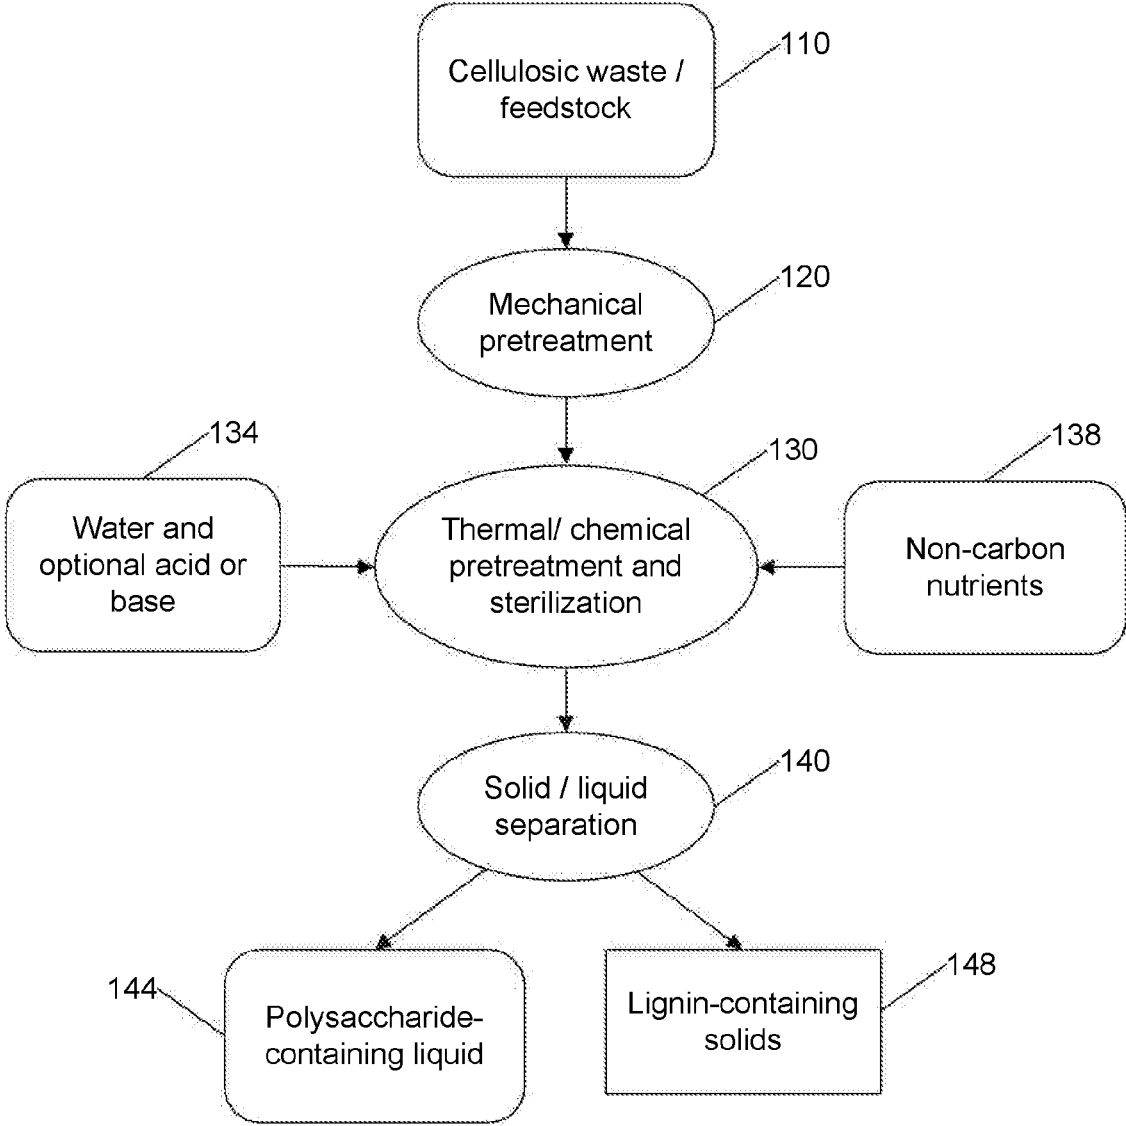 110
Cellulosic waste /
feedstock
120
Mechanical
pretreatment
134
130
138
Water and
optional acid or
base
Thermal/ chemical
pretreatment and
sterilization
Non-carbon
nutrients
140
Solid / liquid
separation
144
148
Polysaccharide-
containing liquid
Lignin-containing
solids